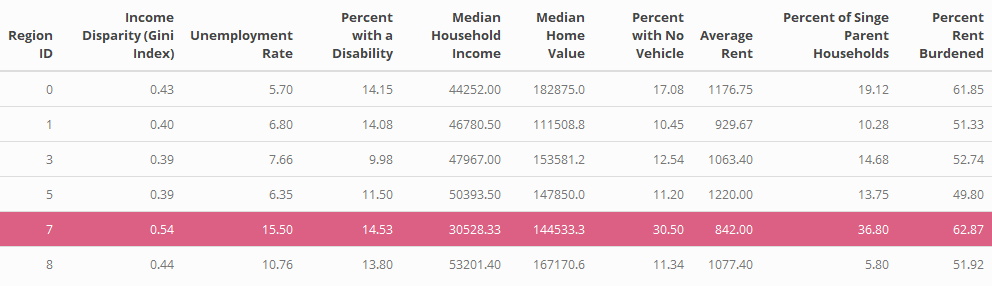 Region ID Income Disparity (Gini Index) Unemployment Rate Percent with a Disability Median Household Income Median Home Value Percent with No Vehicle Average Rent Percent of Singe Parent Households Percent Rent Burdened
0 0.43 5.70 14.15 44252.00 182875.0 17.08 1176.75 19.12 61.85
1 0.40 6.80 14.08 46780.50 111508.8 10.45 929.67 10.28 51.33
3 0.39 7.66 9.98 47967.00 153581.2 12.54 1063.40 14.68 52.74
5 0.39 6.35 11.50 50393.50 147850.0 11.20 1220.00 13.75 49.80
7 0.54 15.50 14.53 30528.33 144533.3 30.50 842.00 36.80 62.87
8 0.44 10.76 13.80 53201.40 167170.6 11.34 1077.40 5.80 51.92